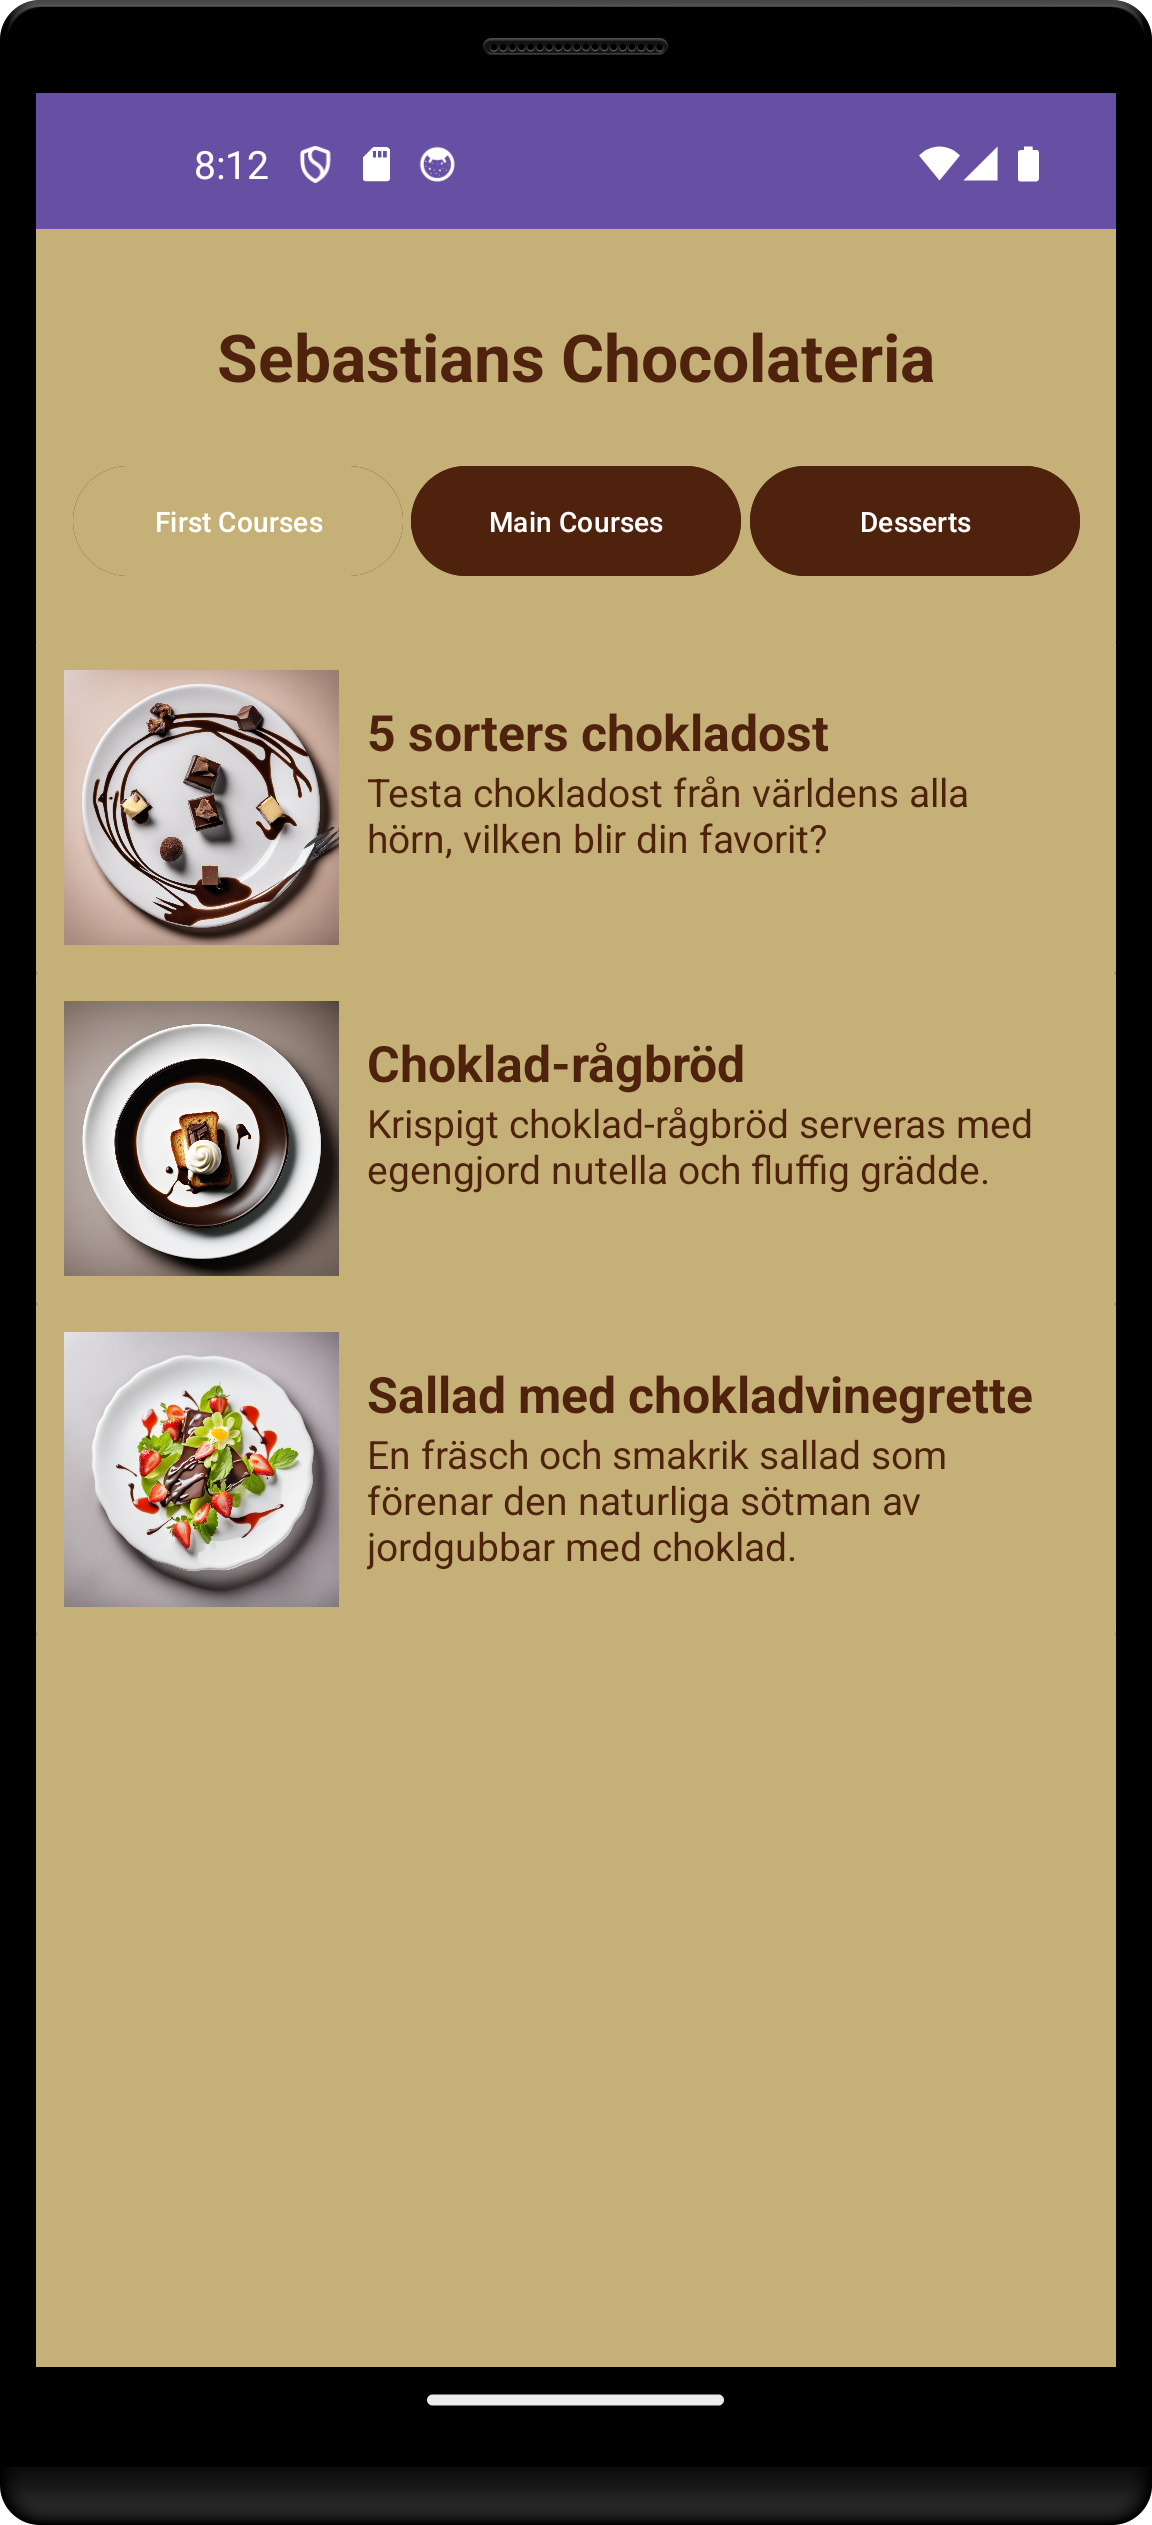 8:12
Sebastians Chocolateria
First Courses
Main Courses
Desserts
5 sorters chokladost
Testa chokladost från världens alla
hörn, vilken blir din favorit?
Choklad-rågbröd
Krispigt choklad-rågbröd serveras med
egengjord nutella och fluffig grädde.
Sallad med chokladvinegrette
En fräsch och smakrik sallad som
förenar den naturliga sötman av
jordgubbar med choklad.